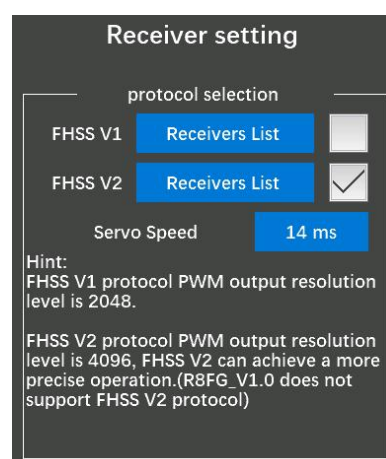 Receiver setting
protocol selection
FHSS V1 Receivers List
FHSS V2 Receivers List
Servo Speed 14 ms
Hint:
FHSS V1 protocol PWM output resolution
level is 2048.
FHSS V2 protocol PWM output resolution
level is 4096, FHSS V2 can achieve a more
precise operation.(R8FG_V1.0 does not
support FHSS V2 protocol)